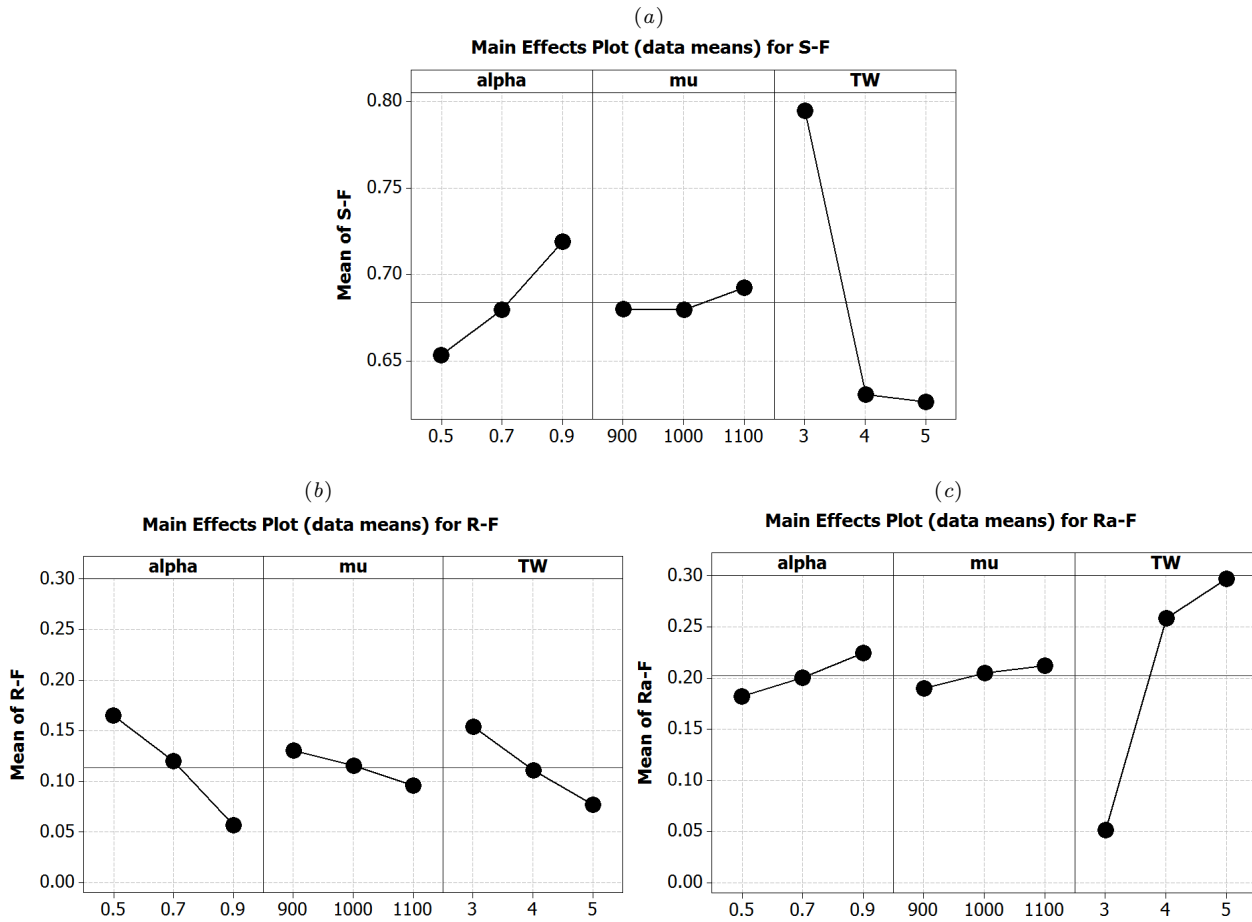 (a)
Main Effects Plot (data means) for S-F
alpha mu TW
0.80
0.75
0.70
0.65
Mean of S-F
0.5 0.7 0.9 900 1000 1100 3 4 5
(b)
Main Effects Plot (data means) for R-F
alpha mu TW
0.30
0.25
0.20
0.15
0.10
0.05
0.00
Mean of R-F
0.5 0.7 0.9 900 1000 1100 3 4 5
(c)
Main Effects Plot (data means) for Ra-F
alpha mu TW
0.30
0.25
0.20
0.15
0.10
0.05
0.00
Mean of Ra-F
0.5 0.7 0.9 900 1000 1100 3 4 5